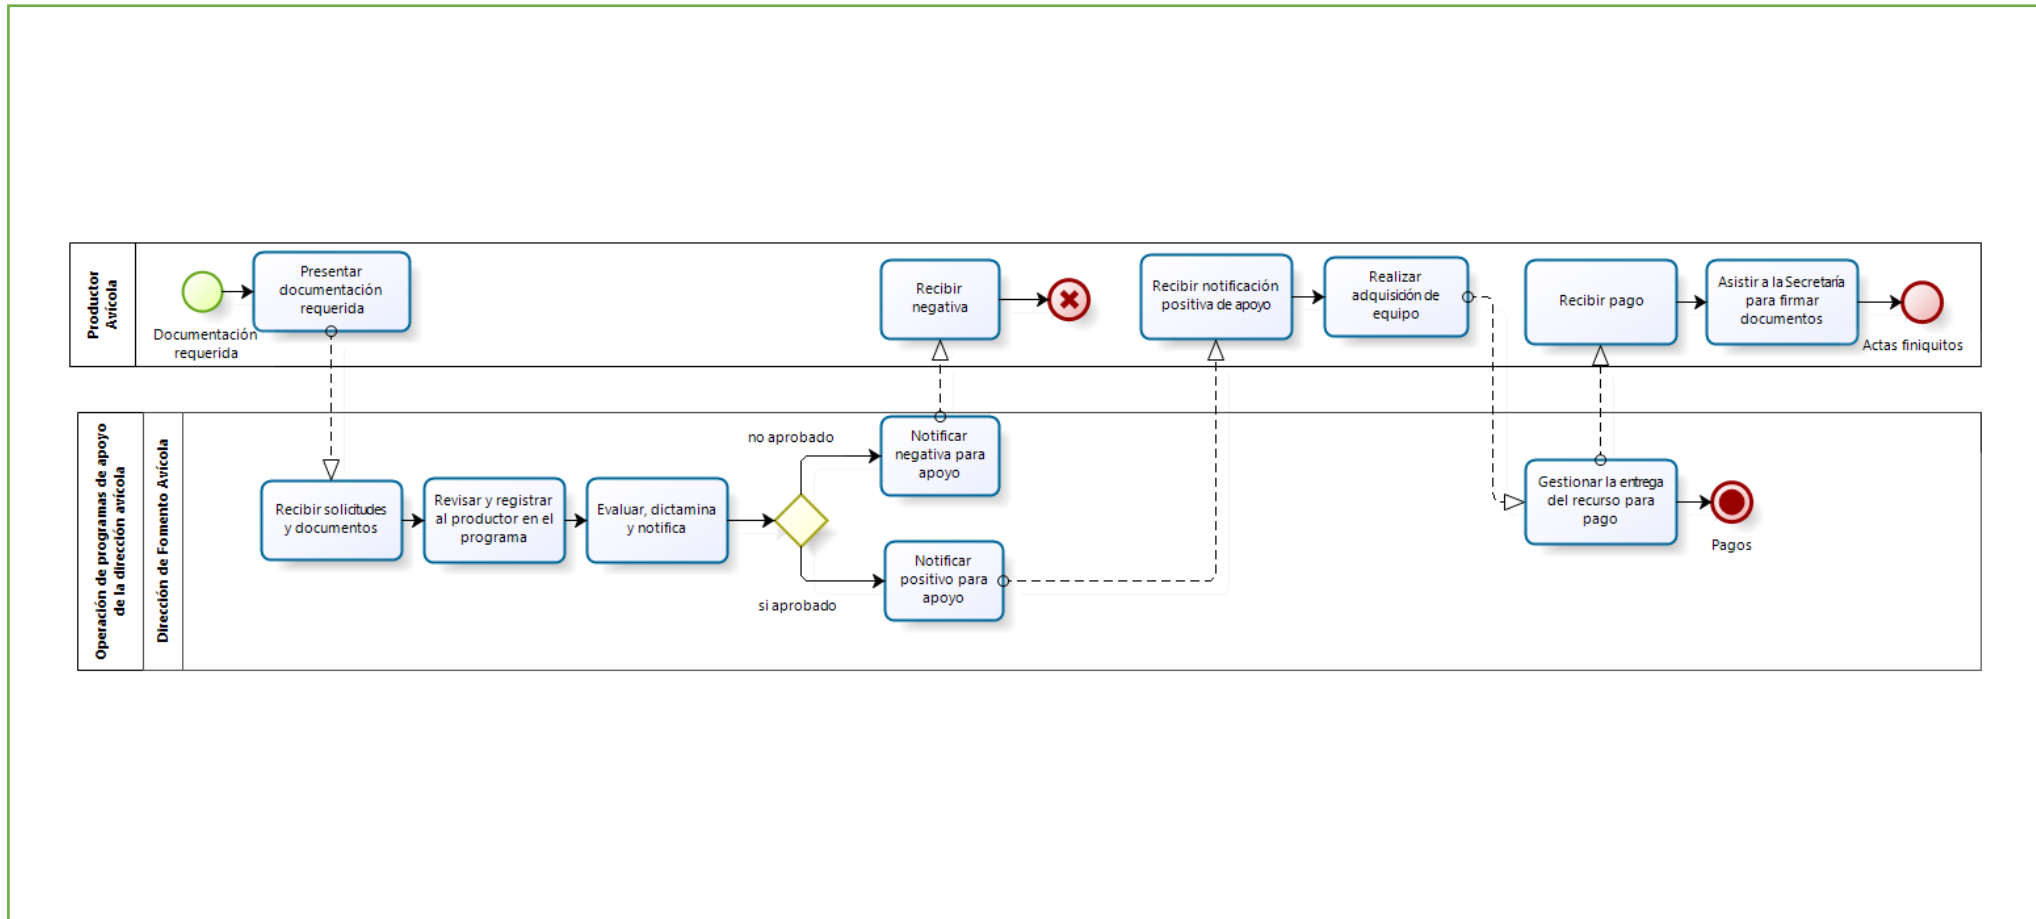 Productor
Avícola
Documentación
requerida
Presentar
documentación
requerida
Recibir
negativa
Recibir notificación
positiva de apoyo
Realizar
adquisición de
equipo
Recibir pago
Asistir a la Secretaría
para firmar
documentos
Actas finiquitos
Operación de programas de apoyo
de la dirección avícola
Dirección de Fomento Avícola
Recibir solicitudes
y documentos
Revisar y registrar
al productor en el
programa
Evaluar, dictamina
y notifica
no aprobado
si aprobado
Notificar
negativa para
apoyo
Notificar
positivo para
apoyo
Gestionar la entrega
del recurso para
pago
Pagos